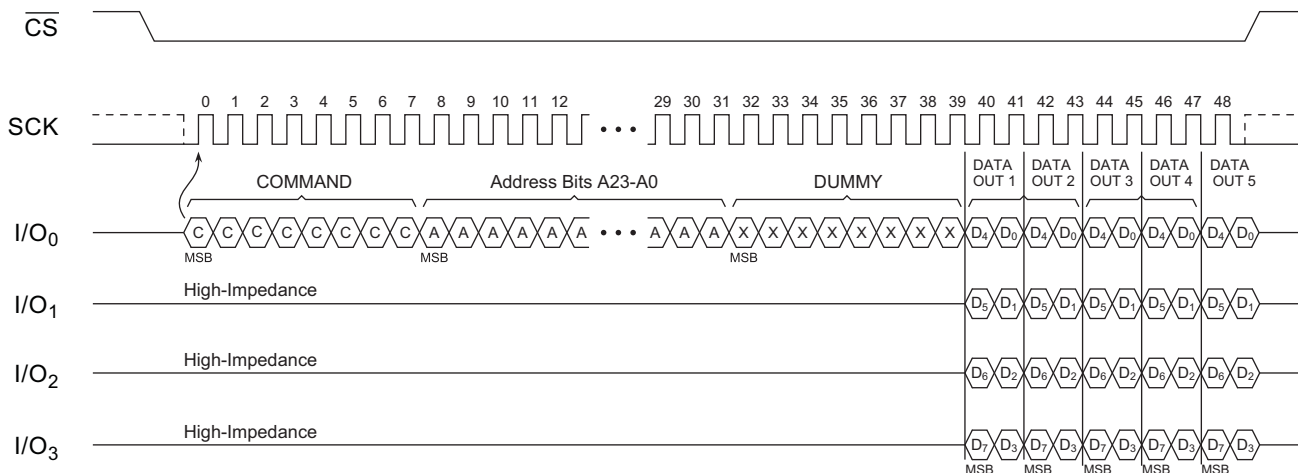 CS
SCK
0 1 2 3 4 5 6 7 8 9 10 11 12 29 30 31 32 33 34 35 36 37 38 39 40 41 42 43 44 45 46 47 48
COMMAND
Address Bits A23-A0
DUMMY
DATA OUT 1
DATA OUT 2
DATA OUT 3
DATA OUT 4
DATA OUT 5
I/O0
C C C C C C C C A A A A A A ••• A A A X X X X X X X X D4 D0 D4 D0 D4 D0 D4 D0 D4 D0
MSB MSB MSB
I/O1
High-Impedance
D5 D1 D5 D1 D5 D1 D5 D1 D5 D1
I/O2
High-Impedance
D6 D2 D6 D2 D6 D2 D6 D2 D6 D2
I/O3
High-Impedance
D7 D3 D7 D3 D7 D3 D7 D3 D7 D3
MSB MSB MSB MSB MSB